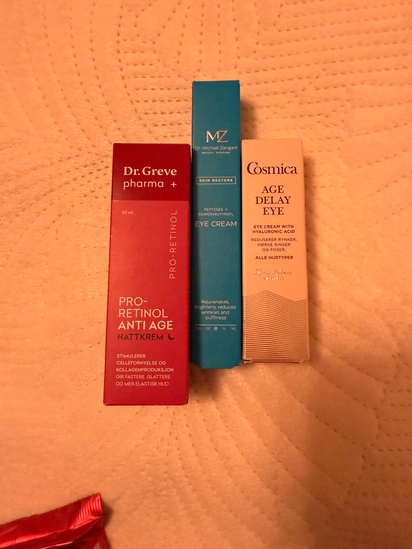 Dr.Greve
pharma +
50 ml
PRO-RETINOL
PRO-
RETINOL
ANTI AGE
NATTKREM
STIMULERER
CELLEFORNYELSE OG
KOLLAGENPRODUKSJON
GIR FASTERE, GLATTERE
OG MER ELASTISK HUD
MZ
Dr. Michael Zangani
SKIN RESTORE
PEPTIDES +
EYE CREAM
Rejuvenates,
brightens, reduces
wrinkles and
puffiness
Cosmica
AGE
DELAY
EYE
EYE CREAM WITH
HYALURONIC ACID
REDUSERER RYNKER,
MØRKE RINGER
OG POSER
ALLE HUDTYPER